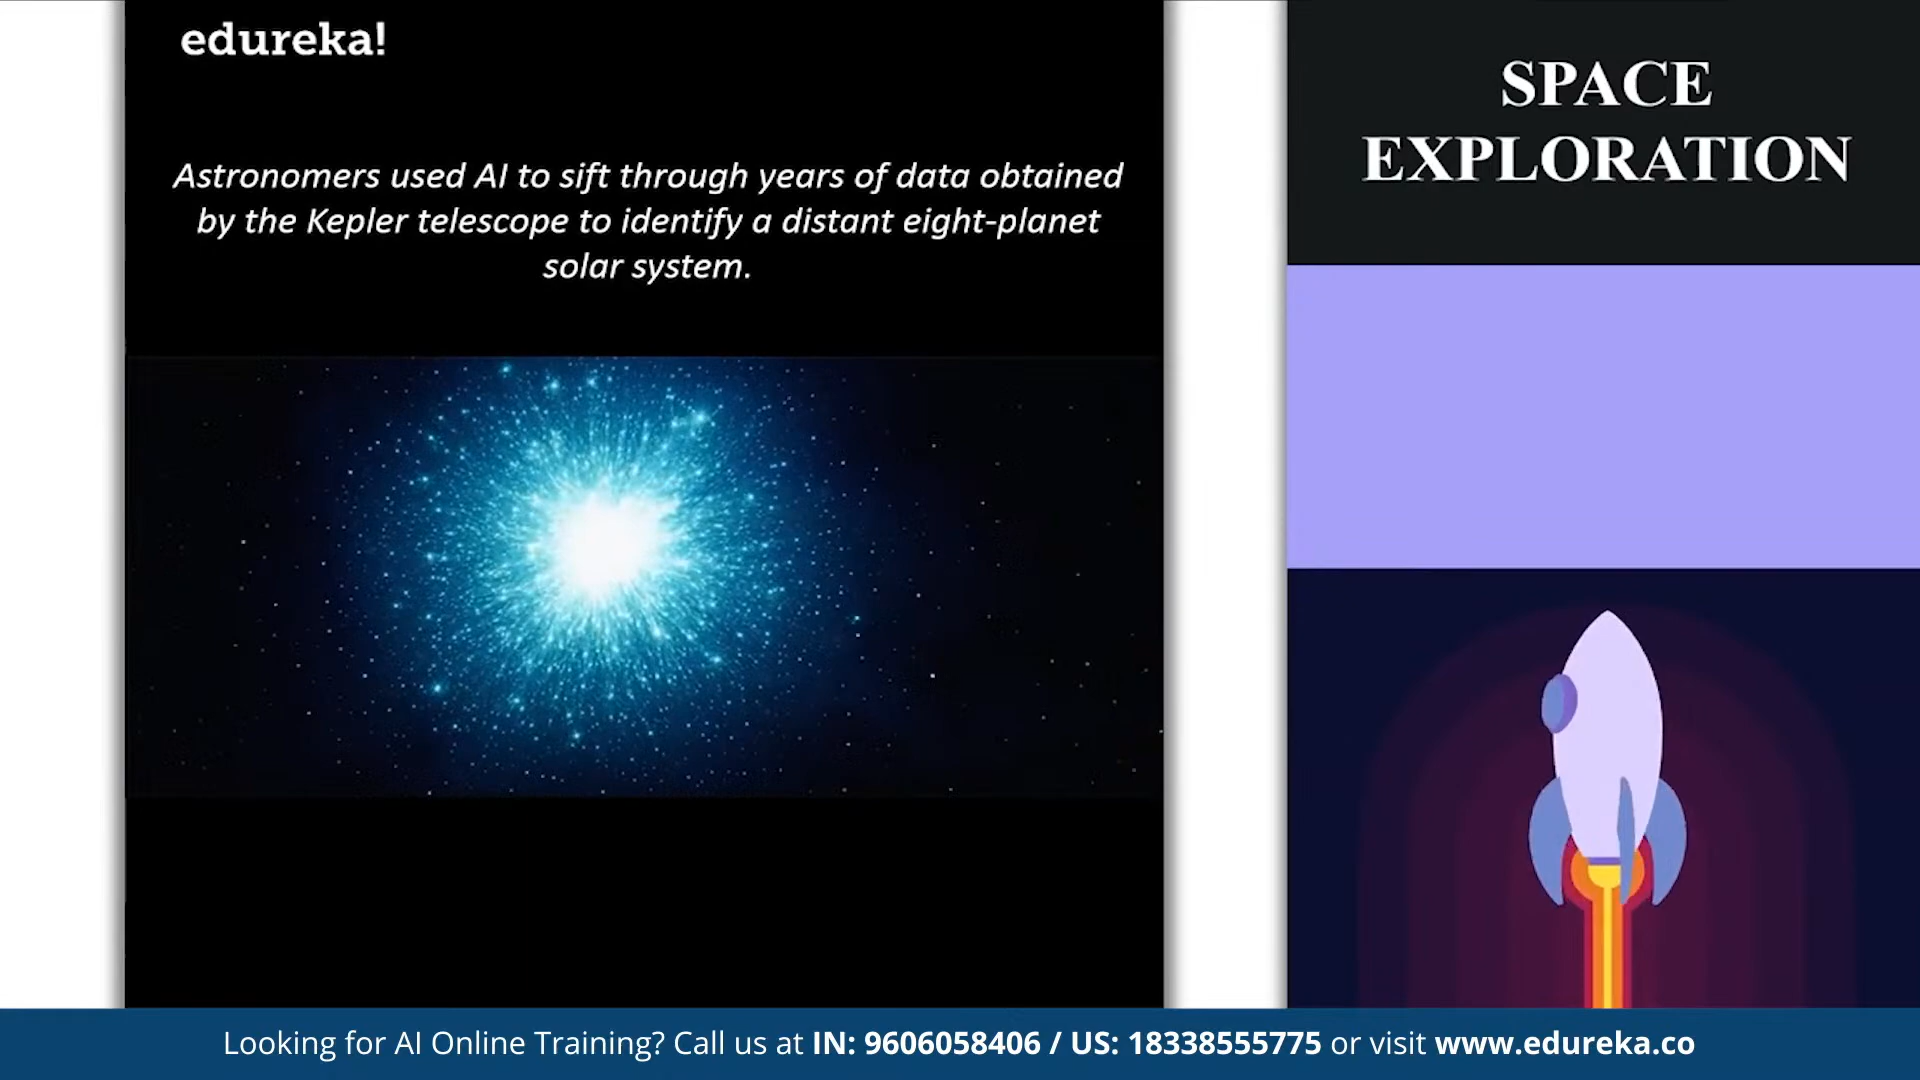 edureka!
Astronomers used AI to sift through years of data obtained
by the Kepler telescope to identify a distant eight-planet
solar system.
SPACE
EXPLORATION
Looking for AI Online Training? Call us at IN: 9606058406 / US: 18338555775 or visit www.edureka.co